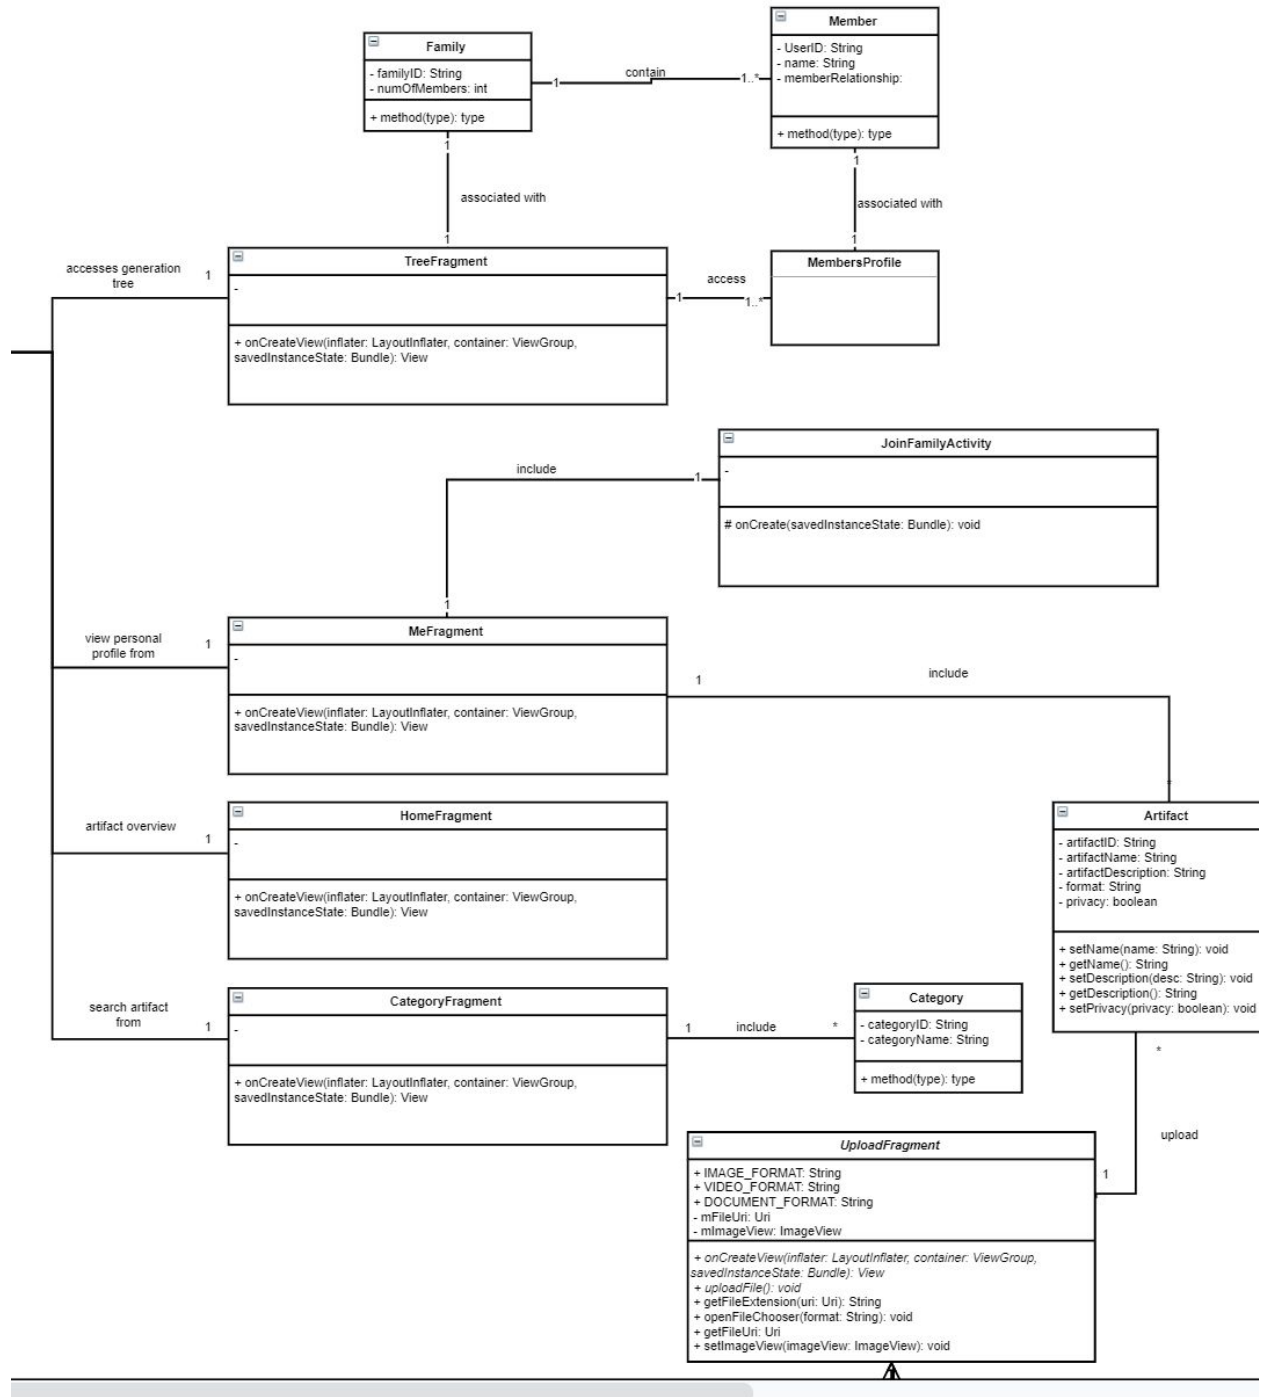 Member
- UserID: String
- name: String
- memberRelationship:
+ method(type): type
Family
- familyID: String
- numOfMembers: int
+ method(type): type
1
contain
1..*
1
associated with
1
1
associated with
1
accesses generation
tree
1
TreeFragment
-
+ onCreateView(inflater: LayoutInflater, container: ViewGroup,
savedInstanceState: Bundle): View
1
access
1..*
MembersProfile
JoinFamilyActivity
-
# onCreate(savedInstanceState: Bundle): void
include
1
1
view personal
profile from
1
MeFragment
-
+ onCreateView(inflater: LayoutInflater, container: ViewGroup,
savedInstanceState: Bundle): View
1
include
*
artifact overview
1
HomeFragment
-
+ onCreateView(inflater: LayoutInflater, container: ViewGroup,
savedInstanceState: Bundle): View
Artifact
- artifactID: String
- artifactName: String
- artifactDescription: String
- format: String
- privacy: boolean
+ setName(name: String): void
+ getName(): String
+ setDescription(desc: String): void
+ getDescription(): String
+ setPrivacy(privacy: boolean): void
search artifact
from
1
CategoryFragment
-
+ onCreateView(inflater: LayoutInflater, container: ViewGroup,
savedInstanceState: Bundle): View
1
include
*
Category
- categoryID: String
- categoryName: String
+ method(type): type
*
upload
1
UploadFragment
+ IMAGE_FORMAT: String
+ VIDEO_FORMAT: String
+ DOCUMENT_FORMAT: String
- mFileUri: Uri
- mImageView: ImageView
+ onCreateView(inflater: LayoutInflater, container: ViewGroup,
savedInstanceState: Bundle): View
+ uploadFile(): void
+ getFileExtension(uri: Uri): String
+ openFileChooser(format: String): void
+ getFileUri: Uri
+ setImageView(imageView: ImageView): void